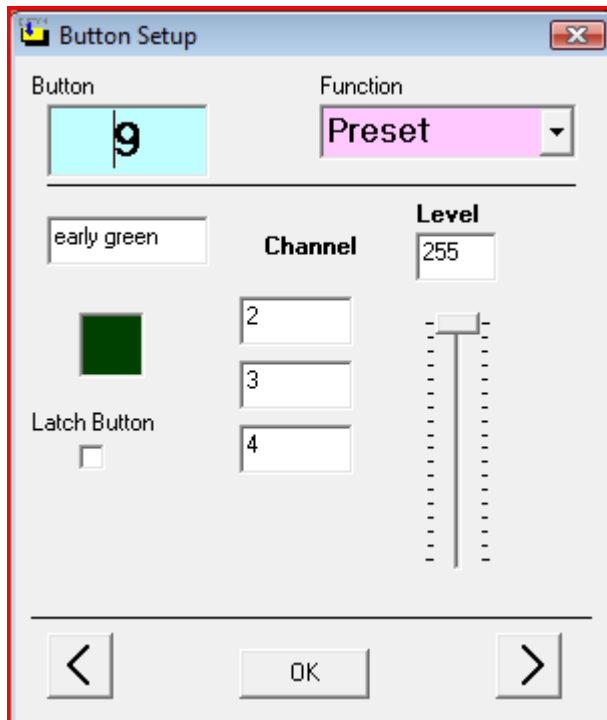 Button Setup
Button
Function
9
Preset
early green
Channel
Level
255
2
3
4
Latch Button
<
OK
>